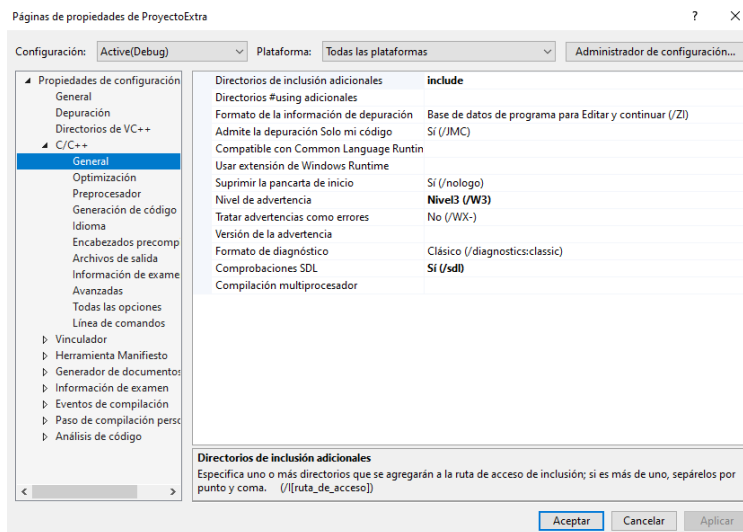 Páginas de propiedades de ProyectoExtra ? X
Configuración: Active(Debug) Plataforma: Todas las plataformas Administrador de configuración...
Propiedades de configuración
General
Depuración
Directorios de VC++
C/C++
General
Optimización
Preprocesador
Generación de código
Idioma
Encabezados precomp
Archivos de salida
Información de exame
Avanzadas
Todas las opciones
Línea de comandos
Vinculador
Herramienta Manifiesto
Generador de documentos
Información de examen
Eventos de compilación
Paso de compilación perso
Análisis de código
Directorios de inclusión adicionales include
Directorios #using adicionales
Formato de la información de depuración Base de datos de programa para Editar y continuar (/ZI)
Admite la depuración Solo mi código Sí (/JMC)
Compatible con Common Language Runtin
Usar extensión de Windows Runtime
Suprimir la pancarta de inicio Sí (/nologo)
Nivel de advertencia Nivel3 (/W3)
Tratar advertencias como errores No (/WX-)
Versión de la advertencia
Formato de diagnóstico Clásico (/diagnostics:classic)
Comprobaciones SDL Sí (/sdl)
Compilación multiprocesador
Directorios de inclusión adicionales
Especifica uno o más directorios que se agregarán a la ruta de acceso de inclusión; si es más de uno, sepárelos por
punto y coma. (/I[ruta_de_acceso])
Aceptar Cancelar Aplicar